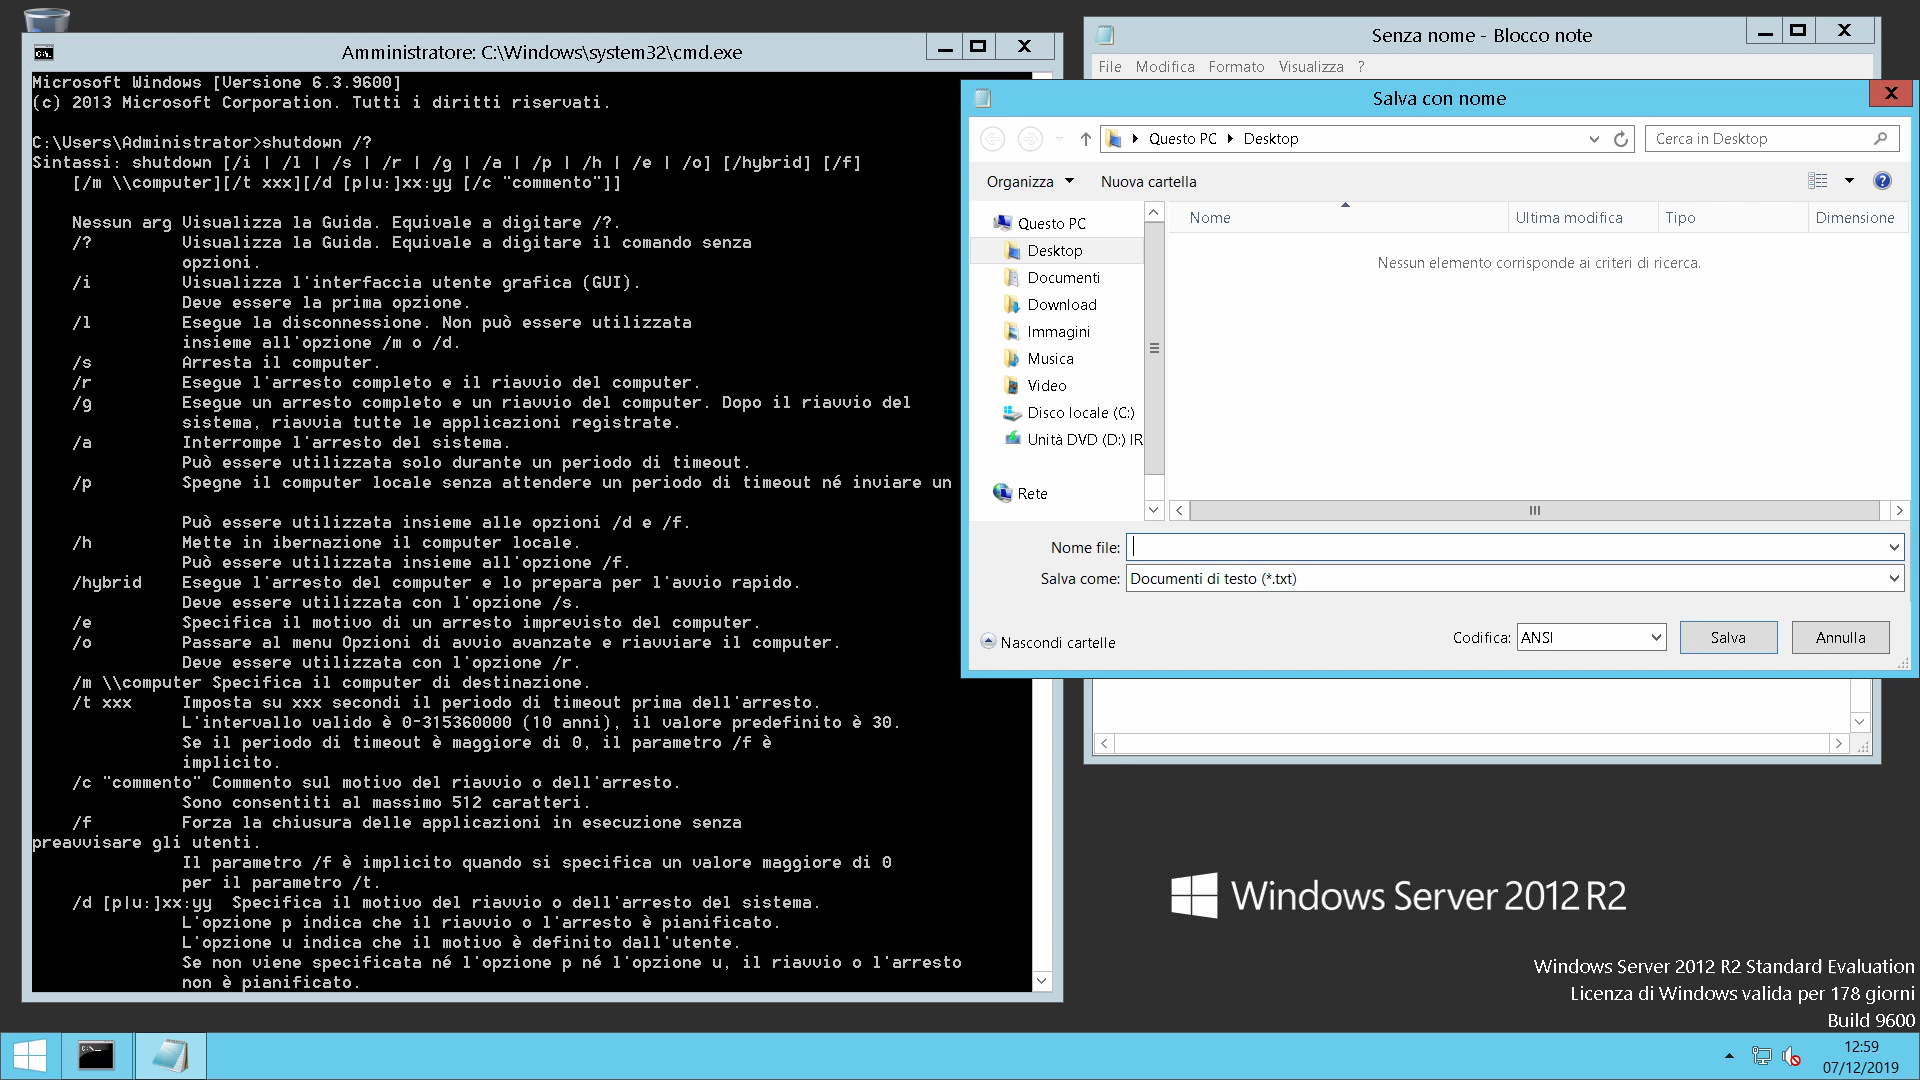 Amministratore: C:\Windows\system32\cmd.exe
Microsoft Windows [Versione 6.3.9600]
(c) 2013 Microsoft Corporation. Tutti i diritti riservati.
C:\Users\Administrator>shutdown /?
Sintassi: shutdown [/i | /l | /s | /r | /g | /a | /p | /h | /e | /o] [/hybrid] [/f]
[/m \\computer][/t xxx][/d [p|u:]xx:yy [/c "commento"]]
Nessun arg Visualizza la Guida. Equivale a digitare /?.
/? Visualizza la Guida. Equivale a digitare il comando senza
opzioni.
/i Visualizza l'interfaccia utente grafica (GUI).
Deve essere la prima opzione.
/l Esegue la disconnessione. Non può essere utilizzata
insieme all'opzione /m o /d.
/s Arresta il computer.
/r Esegue l'arresto completo e il riavvio del computer.
/g Esegue un arresto completo e un riavvio del computer. Dopo il riavvio del
sistema, riavvia tutte le applicazioni registrate.
/a Interrompe l'arresto del sistema.
Può essere utilizzata solo durante un periodo di timeout.
/p Spegne il computer locale senza attendere un periodo di timeout né inviare un
Può essere utilizzata insieme alle opzioni /d e /f.
/h Mette in ibernazione il computer locale.
Può essere utilizzata insieme all'opzione /f.
/hybrid Esegue l'arresto del computer e lo prepara per l'avvio rapido.
Deve essere utilizzata con l'opzione /s.
/e Specifica il motivo di un arresto imprevisto del computer.
/o Passare al menu Opzioni di avvio avanzate e riavviare il computer.
Deve essere utilizzata con l'opzione /r.
/m \\computer Specifica il computer di destinazione.
/t xxx Imposta su xxx secondi il periodo di timeout prima dell'arresto.
L'intervallo valido è 0-315360000 (10 anni), il valore predefinito è 30.
Se il periodo di timeout è maggiore di 0, il parametro /f è
implicito.
/c "commento" Commento sul motivo del riavvio o dell'arresto.
Sono consentiti al massimo 512 caratteri.
/f Forza la chiusura delle applicazioni in esecuzione senza
preavvisare gli utenti.
Il parametro /f è implicito quando si specifica un valore maggiore di 0
per il parametro /t.
/d [p|u:]xx:yy Specifica il motivo del riavvio o dell'arresto del sistema.
L'opzione p indica che il riavvio o l'arresto è pianificato.
L'opzione u indica che il motivo è definito dall'utente.
Se non viene specificata né l'opzione p né l'opzione u, il riavvio o l'arresto
non è pianificato.
Senza nome - Blocco note
File Modifica Formato Visualizza ?
Salva con nome
Questo PC Desktop
Cerca in Desktop
Organizza Nuova cartella
Questo PC
Desktop
Documenti
Download
Immagini
Musica
Video
Disco locale (C:)
Unità DVD (D:) IR
Rete
Nome Ultima modifica Tipo Dimensione
Nessun elemento corrisponde ai criteri di ricerca.
Nome file:
Salva come: Documenti di testo (*.txt)
Nascondi cartelle
Codifica: ANSI
Salva Annulla
Windows Server 2012 R2
Windows Server 2012 R2 Standard Evaluation
Licenza di Windows valida per 178 giorni
Build 9600
12:59
07/12/2019